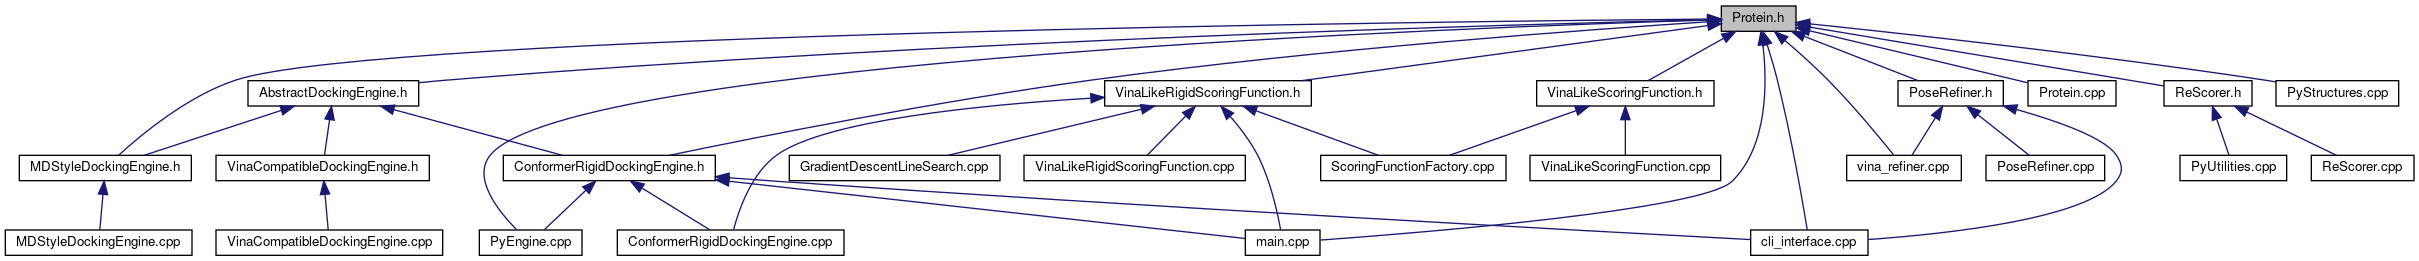 Protein.h
AbstractDockingEngine.h
VinaLikeRigidScoringFunction.h
VinaLikeScoringFunction.h
PoseRefiner.h
Protein.cpp
ReScorer.h
PyStructures.cpp
MDStyleDockingEngine.h
VinaCompatibleDockingEngine.h
ConformerRigidDockingEngine.h
GradientDescentLineSearch.cpp
VinaLikeRigidScoringFunction.cpp
ScoringFunctionFactory.cpp
VinaLikeScoringFunction.cpp
vina_refiner.cpp
PoseRefiner.cpp
PyUtilities.cpp
ReScorer.cpp
MDStyleDockingEngine.cpp
VinaCompatibleDockingEngine.cpp
PyEngine.cpp
ConformerRigidDockingEngine.cpp
main.cpp
cli_interface.cpp